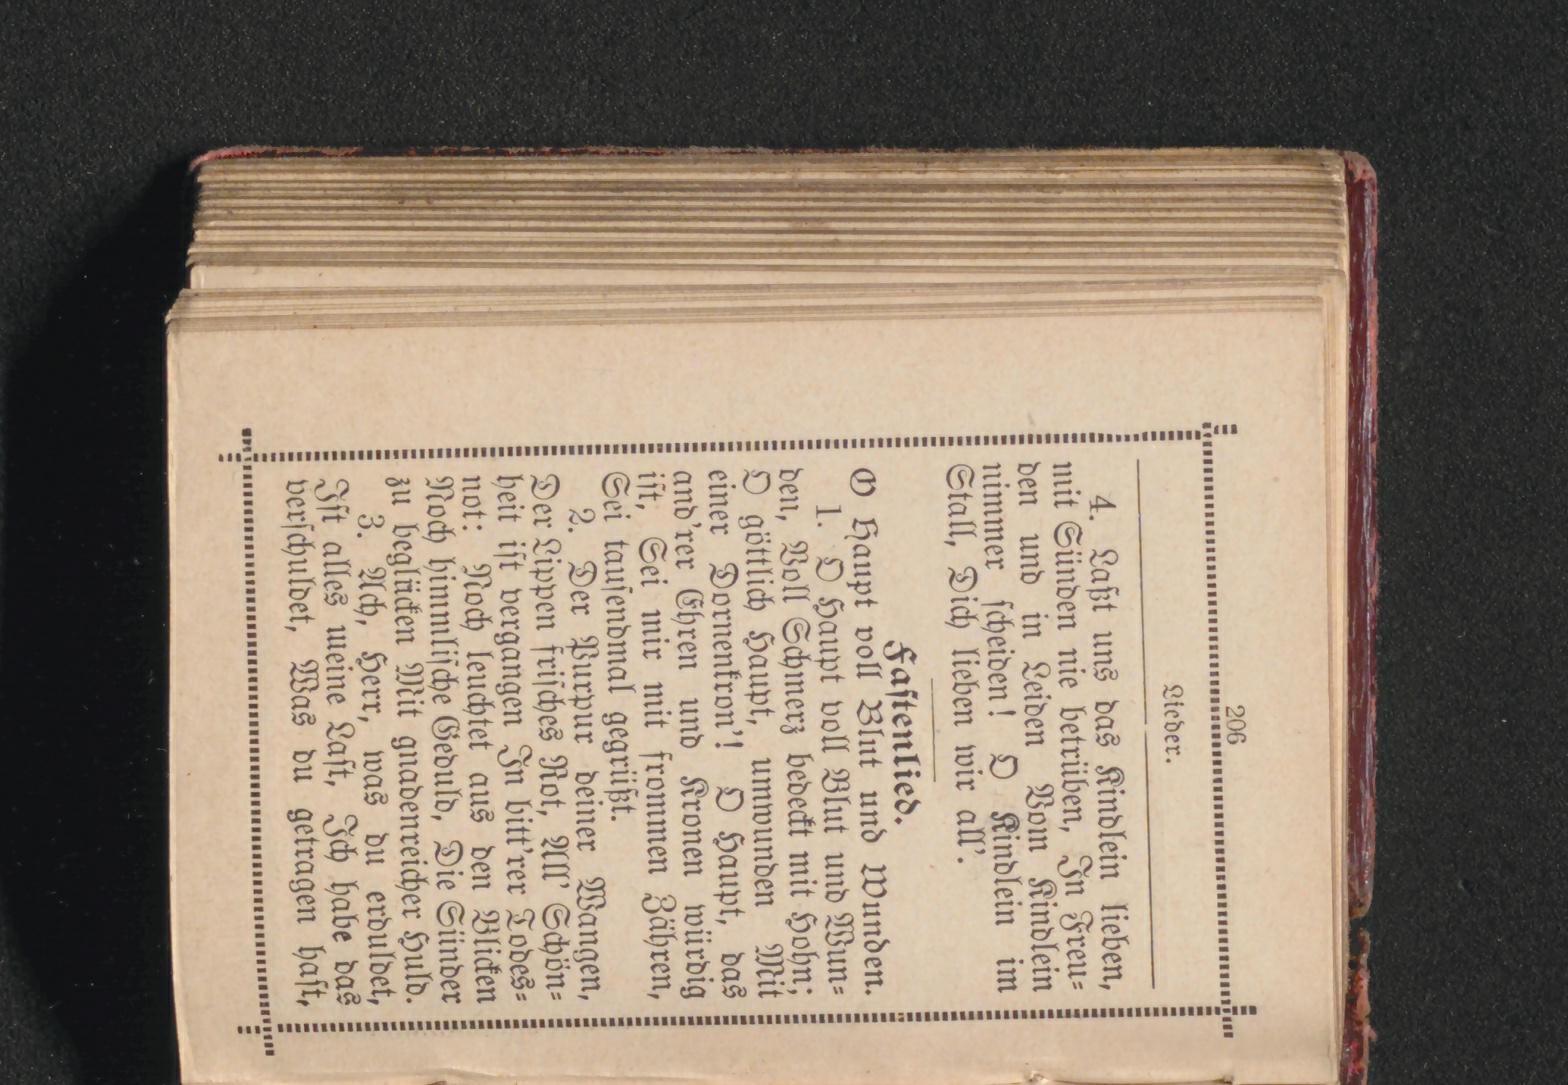 206
Lieder.
4. Laßt uns das Kindlein lieben,
mit Sünden nie betrüben, In Freu-
den und in Leiden Vom Kindlein
nimmer scheiden! O Kindlein im
Stall, Dich lieben wir all'.
Fastenlied.
O Haupt voll Blut und Wunden.
1. O Haupt voll Blut und Wun-
den, Voll Schmerz bedeckt mit Hohn;
O göttlich Haupt, umwunden Mit
einer Dornenkron'! O Haupt, das
and'rer Ehren und Kronen würdig
ist, Sei mir mit frommen Zähren,
Sei tausendmal gegrüßt.
2. Der Purpur deiner Wangen,
Der Lippen frisches Rot, All' Schön-
heit ist vergangen In bitt'rer Todes-
not: Noch leuchtet aus den Blicken
Noch himmlische Geduld, Die Sünder
zu beglücken Mit gnadenreicher Huld.
3. Ach, Herr, was du erduldet,
Ist alles meine Last, Ich habe das
verschuldet, Was du getragen hast,